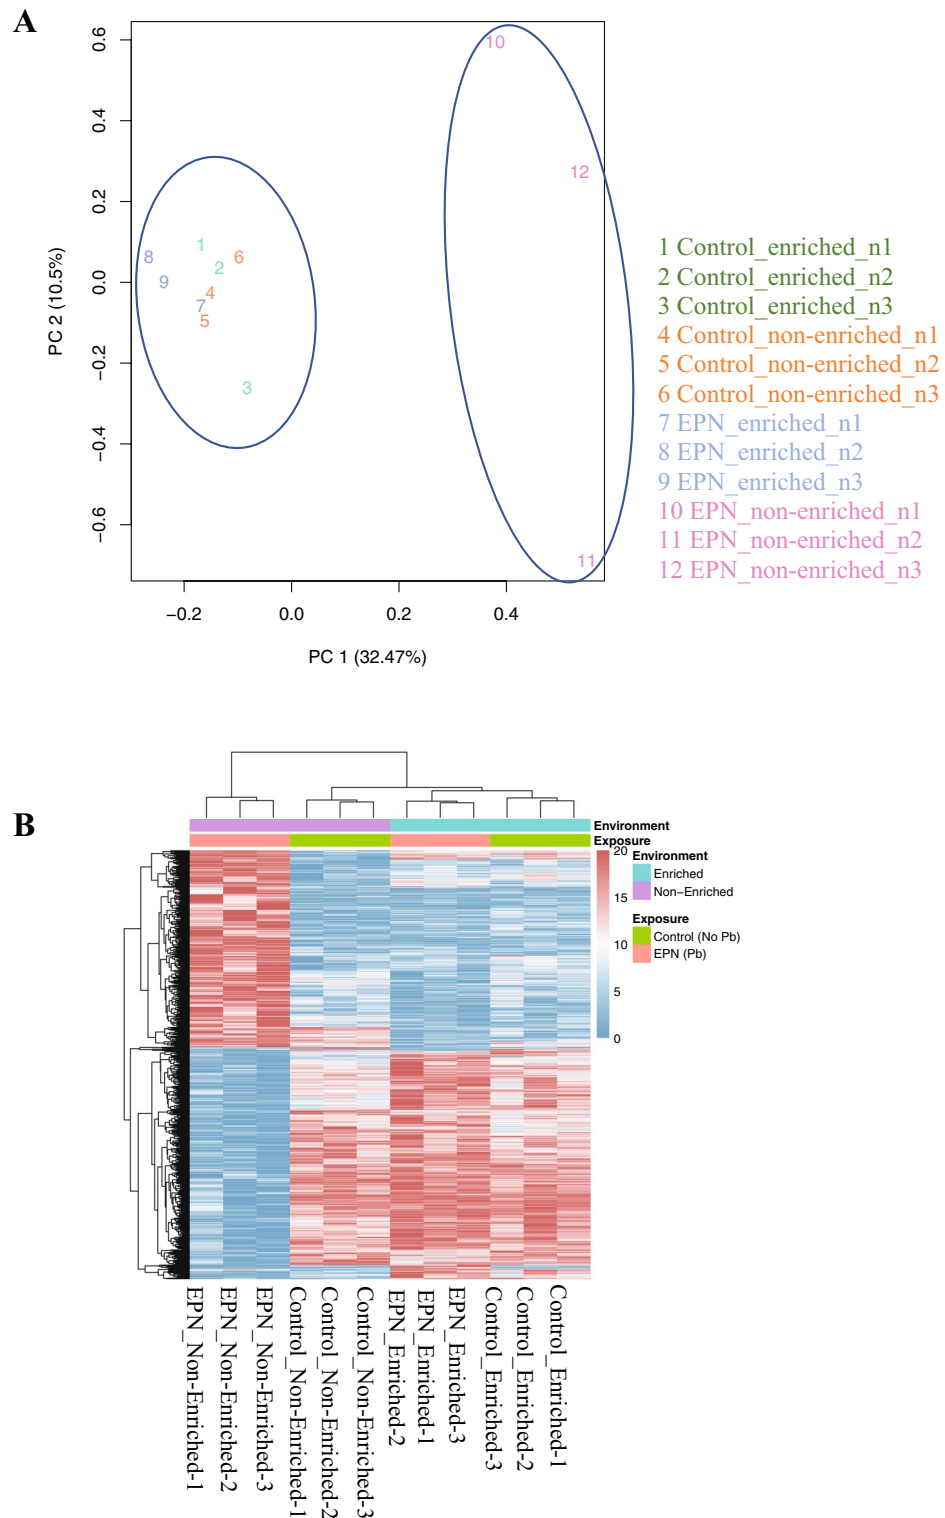 A
0.6
0.4
0.2
0.0
−0.2
−0.4
−0.6
PC 2 (10.5%)
10
12
1
2
6
8
9
4
7
5
3
11
−0.2
0.0
0.2
0.4
PC 1 (32.47%)
1 Control_enriched_n1
2 Control_enriched_n2
3 Control_enriched_n3
4 Control_non-enriched_n1
5 Control_non-enriched_n2
6 Control_non-enriched_n3
7 EPN_enriched_n1
8 EPN_enriched_n2
9 EPN_enriched_n3
10 EPN_non-enriched_n1
11 EPN_non-enriched_n2
12 EPN_non-enriched_n3
B
Environment
Exposure
20
15
10
5
0
Environment
Enriched
Non−Enriched
Exposure
Control (No Pb)
EPN (Pb)
EPN_Non-Enriched-1
EPN_Non-Enriched-2
EPN_Non-Enriched-3
Control_Non-Enriched-1
Control_Non-Enriched-2
Control_Non-Enriched-3
EPN_Enriched-2
EPN_Enriched-1
EPN_Enriched-3
Control_Enriched-3
Control_Enriched-2
Control_Enriched-1